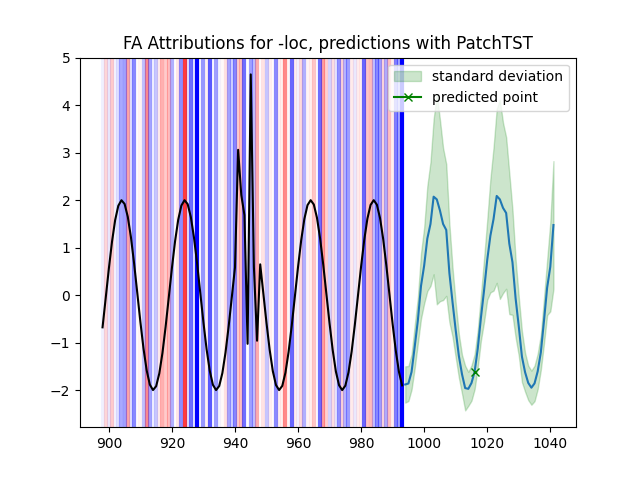 FA Attributions for -loc, predictions with PatchTST
standard deviation
predicted point
5
4
3
2
1
0
−1
−2
900 920 940 960 980 1000 1020 1040